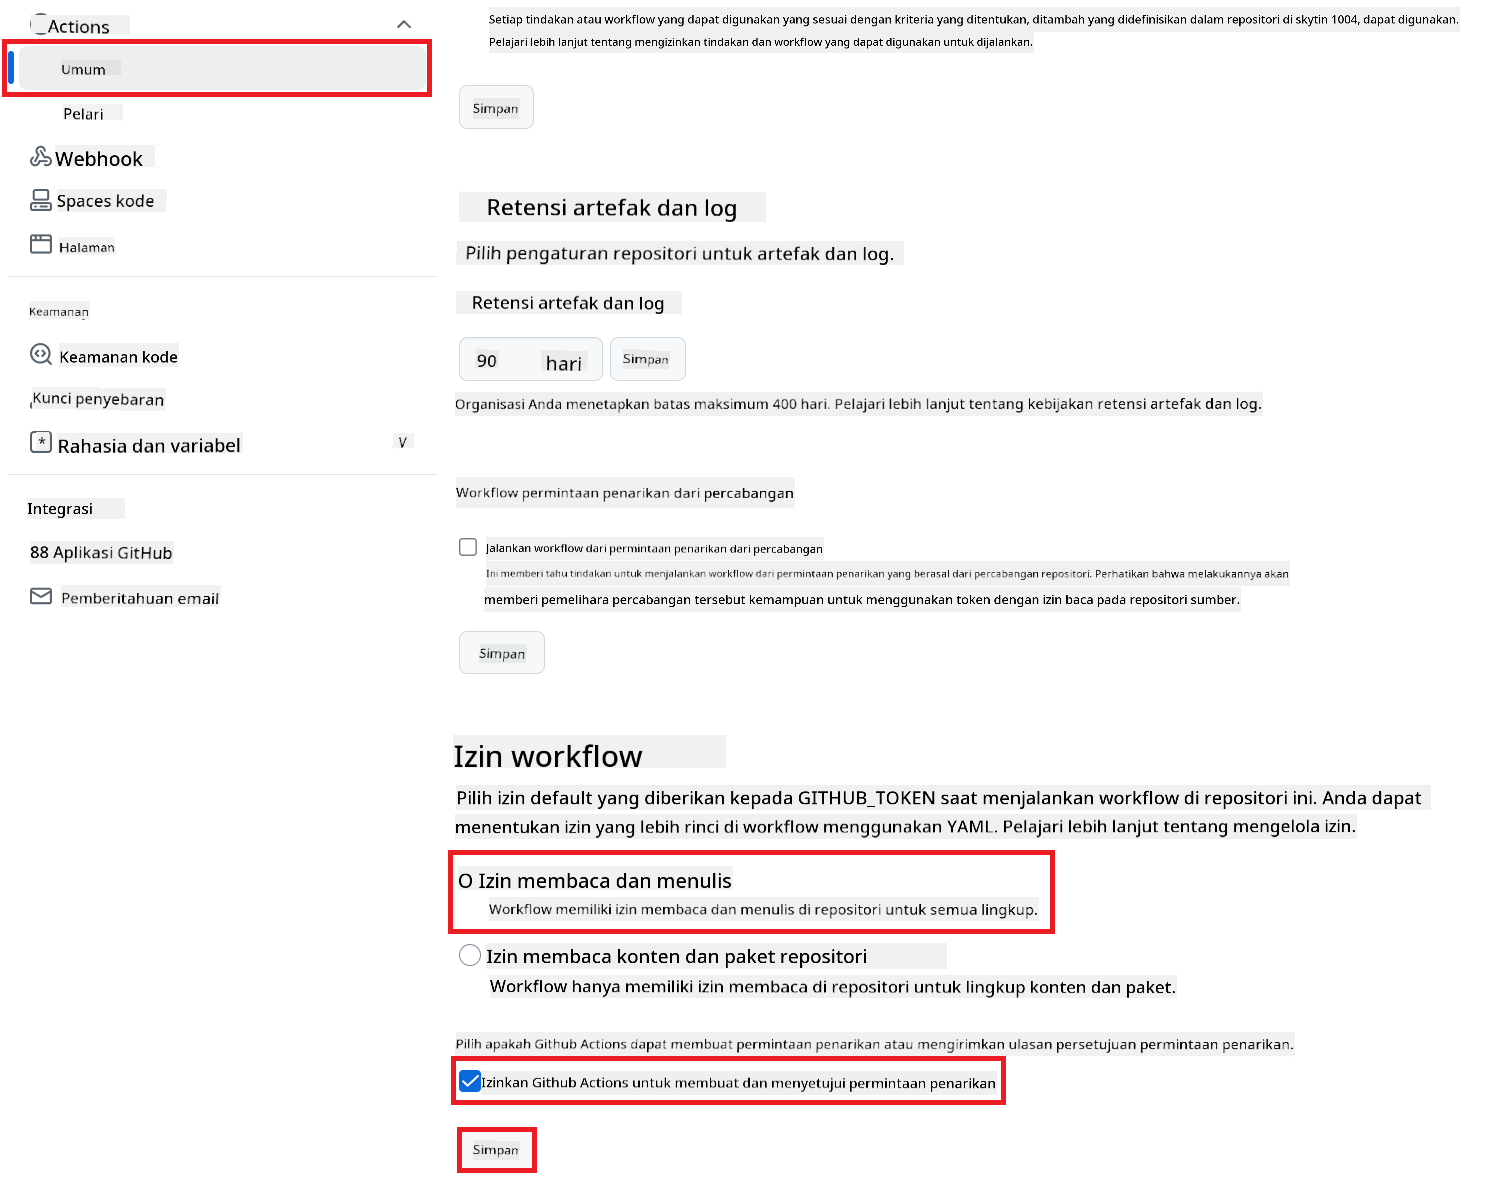 Actions
Umum
Pelari
Webhook
Spaces kode
Halaman
Keamanan
Keamanan kode
Kunci penyebaran
Rahasia dan variabel V
Integrasi
88 Aplikasi GitHub
Pemberitahuan email
Setiap tindakan atau workflow yang dapat digunakan yang sesuai dengan kriteria yang ditentukan, ditambah yang didefinisikan dalam repositori di skytin 1004, dapat digunakan.
Pelajari lebih lanjut tentang mengizinkan tindakan dan workflow yang dapat digunakan untuk dijalankan.
Simpan
Retensi artefak dan log
Pilih pengaturan repositori untuk artefak dan log.
Retensi artefak dan log
90 hari Simpan
Organisasi Anda menetapkan batas maksimum 400 hari. Pelajari lebih lanjut tentang kebijakan retensi artefak dan log.
Workflow permintaan penarikan dari percabangan
Jalankan workflow dari permintaan penarikan dari percabangan
Ini memberi tahu tindakan untuk menjalankan workflow dari permintaan penarikan yang berasal dari percabangan repositori. Perhatikan bahwa melakukannya akan
memberi pemelihara percabangan tersebut kemampuan untuk menggunakan token dengan izin baca pada repositori sumber.
Simpan
Izin workflow
Pilih izin default yang diberikan kepada GITHUB_TOKEN saat menjalankan workflow di repositori ini. Anda dapat
menentukan izin yang lebih rinci di workflow menggunakan YAML. Pelajari lebih lanjut tentang mengelola izin.
O Izin membaca dan menulis
Workflow memiliki izin membaca dan menulis di repositori untuk semua lingkup.
Izin membaca konten dan paket repositori
Workflow hanya memiliki izin membaca di repositori untuk lingkup konten dan paket.
Pilih apakah Github Actions dapat membuat permintaan penarikan atau mengirimkan ulasan persetujuan permintaan penarikan.
Izinkan Github Actions untuk membuat dan menyetujui permintaan penarikan
Simpan